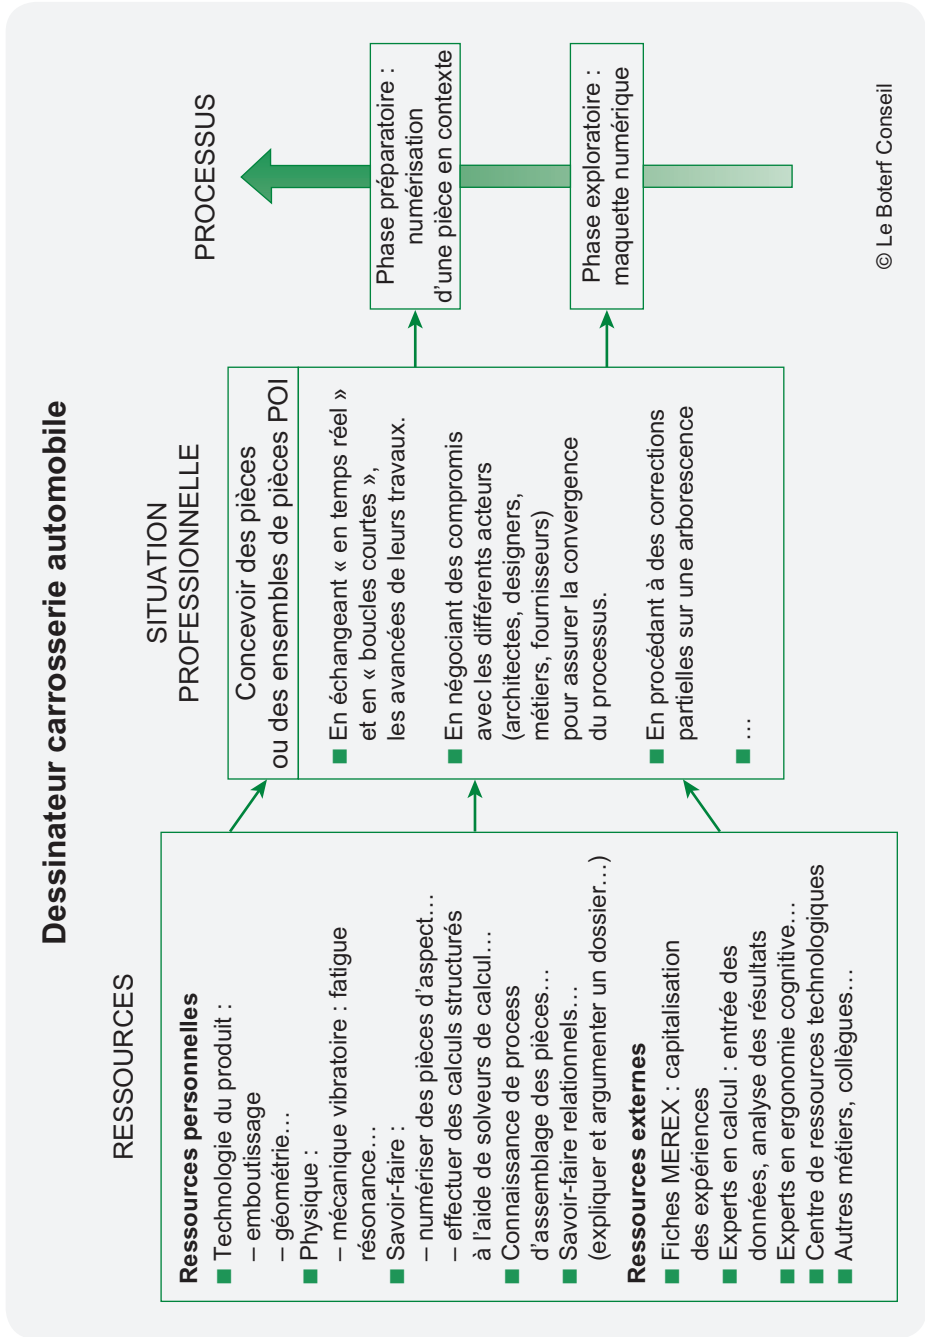 Dessinateur carrosserie automobile
RESSOURCES
Ressources personnelles
■ Technologie du produit :
– emboutissage
– géométrie…
■ Physique :
– mécanique vibratoire : fatigue
résonance…
■ Savoir-faire :
– numériser des pièces d'aspect…
– effectuer des calculs structurés
à l'aide de solveurs de calcul…
■ Connaissance de process
d'assemblage des pièces…
■ Savoir-faire relationnels…
(expliquer et argumenter un dossier…)
Ressources externes
■ Fiches MEREX : capitalisation
des expériences
■ Experts en calcul : entrée des
données, analyse des résultats
■ Experts en ergonomie cognitive…
■ Centre de ressources technologiques
■ Autres métiers, collègues…
SITUATION
PROFESSIONNELLE
Concevoir des pièces
ou des ensembles de pièces POI
■ En échangeant « en temps réel »
et en « boucles courtes »,
les avancées de leurs travaux.
■ En négociant des compromis
avec les différents acteurs
(architectes, designers,
métiers, fournisseurs)
pour assurer la convergence
du processus.
■ En procédant à des corrections
partielles sur une arborescence
■ …
PROCESSUS
Phase préparatoire :
numérisation
d'une pièce en contexte
Phase exploratoire :
maquette numérique
© Le Boterf Conseil